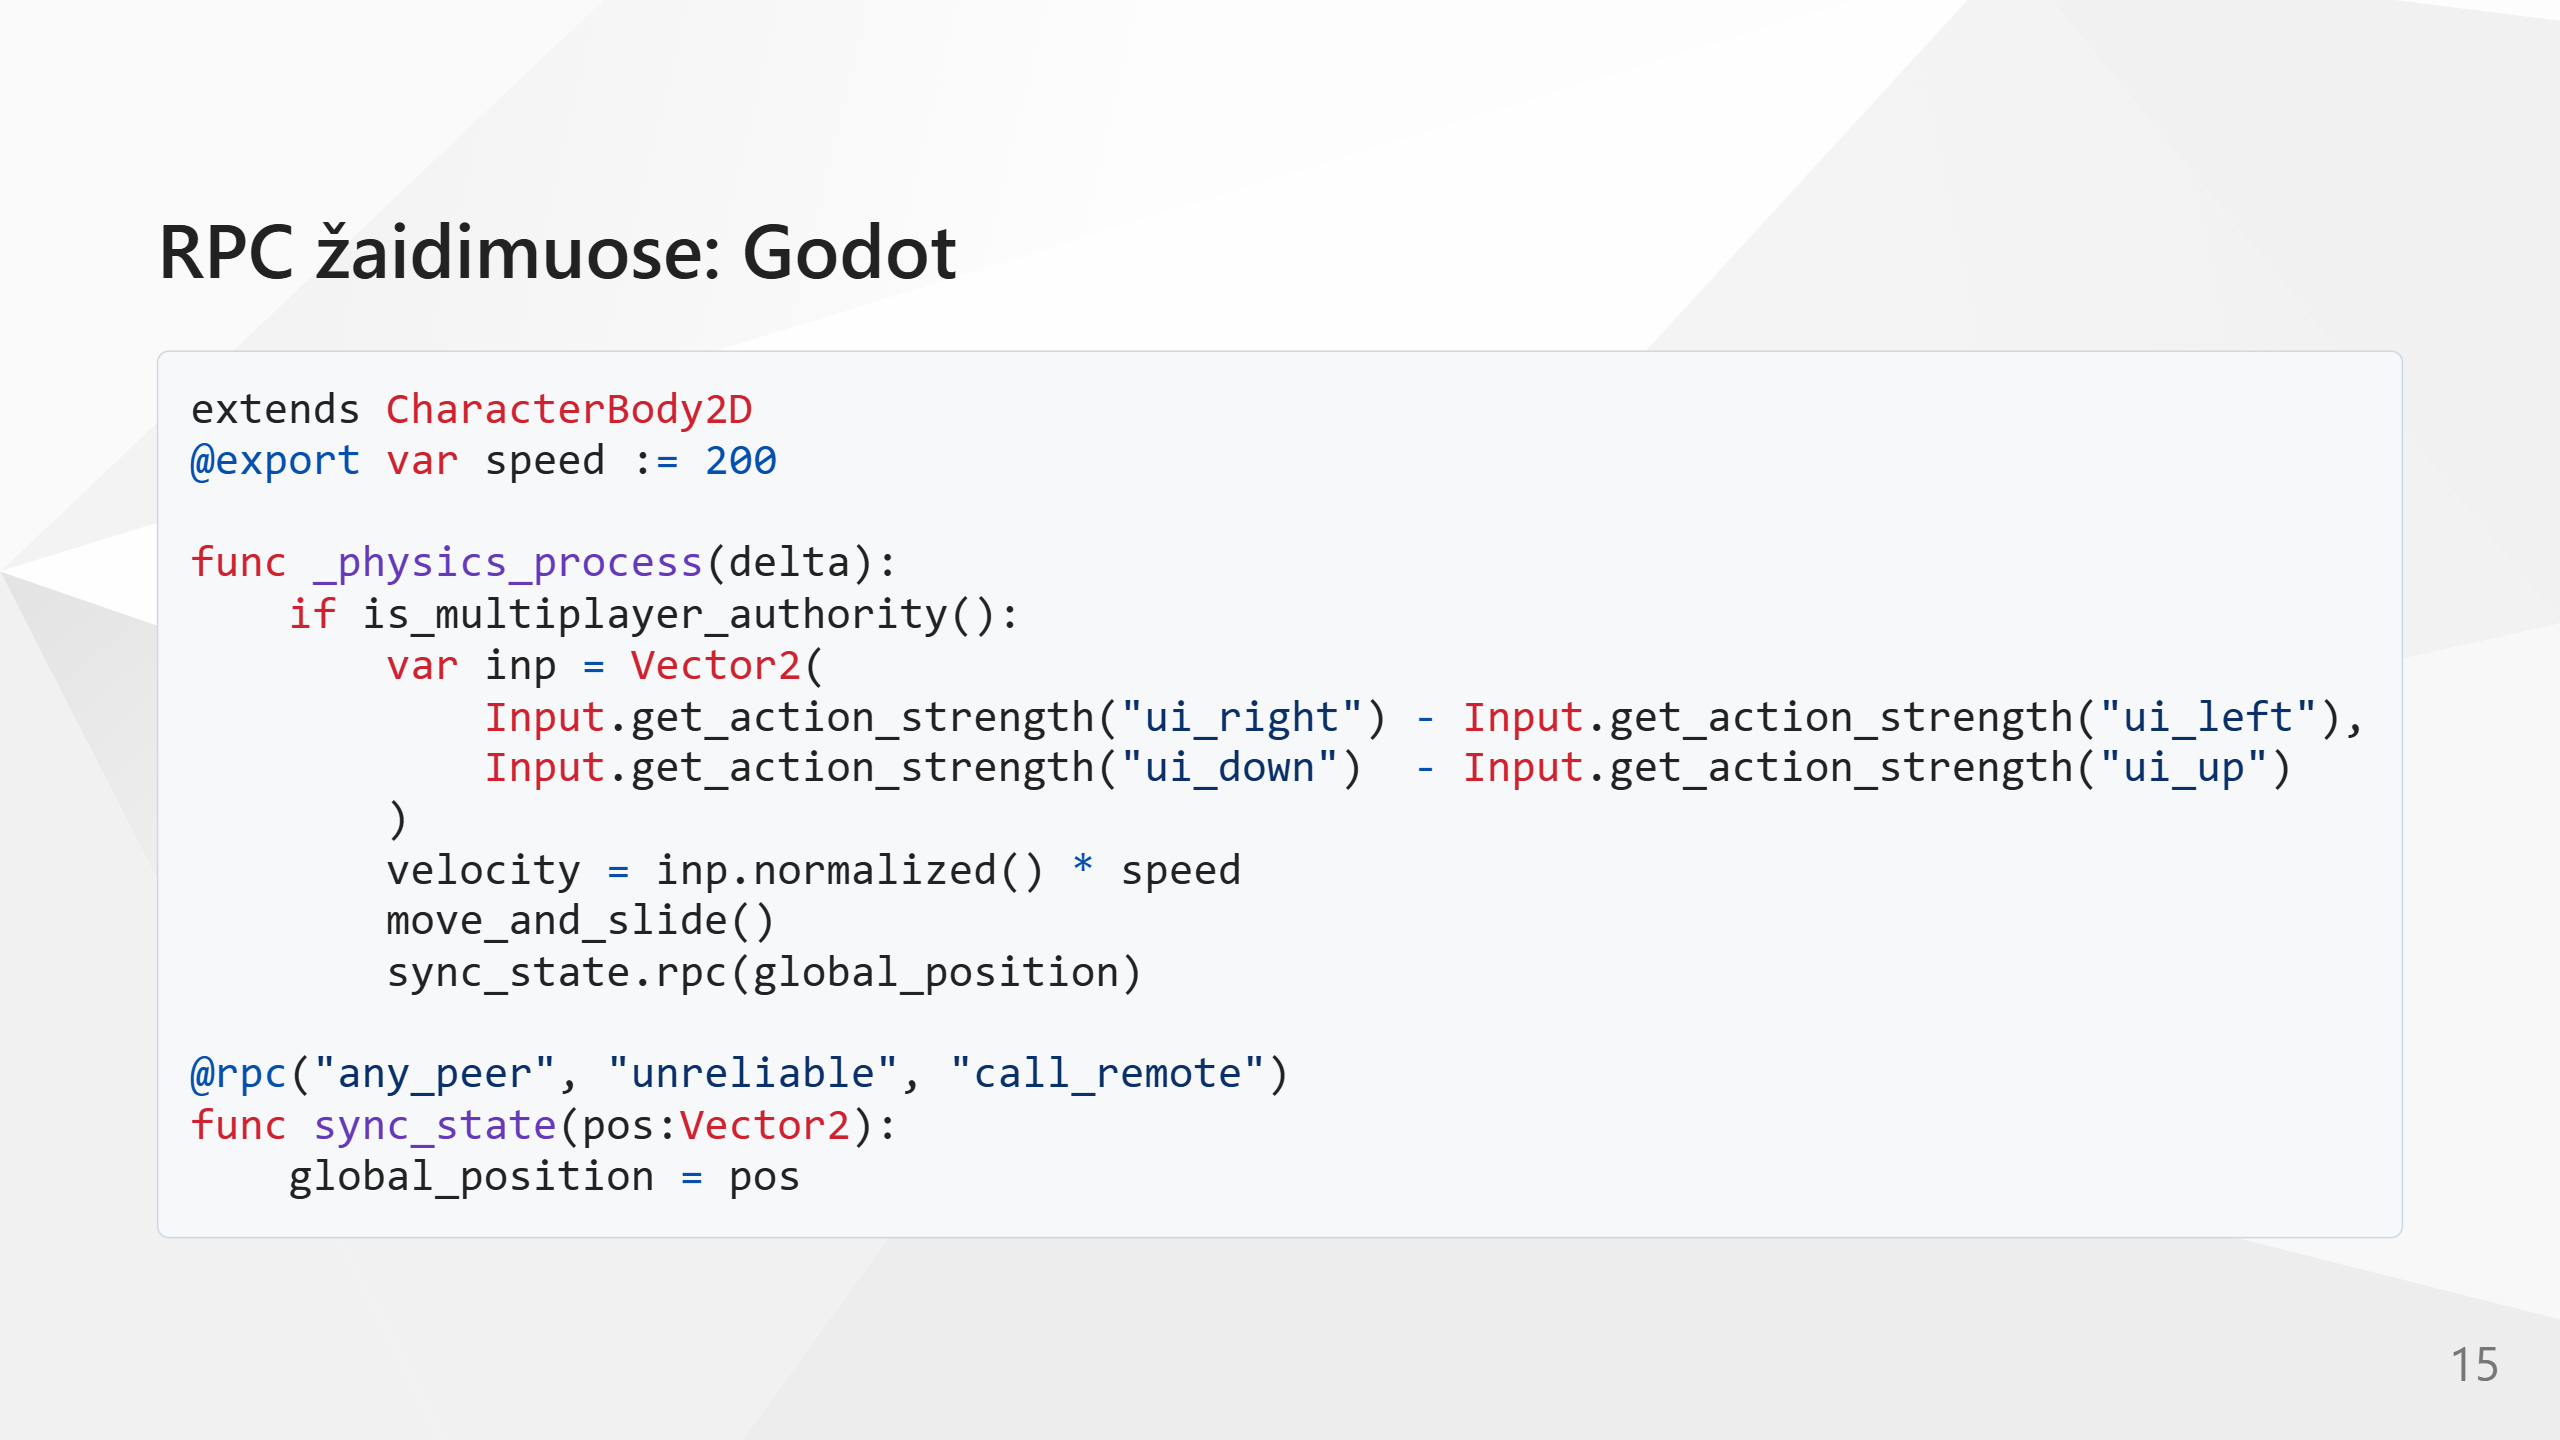 RPC žaidimuose: Godot
extends CharacterBody2D
@export var speed := 200

func _physics_process(delta):
    if is_multiplayer_authority():
        var inp = Vector2(
            Input.get_action_strength("ui_right") - Input.get_action_strength("ui_left"),
            Input.get_action_strength("ui_down")  - Input.get_action_strength("ui_up")
        )
        velocity = inp.normalized() * speed
        move_and_slide()
        sync_state.rpc(global_position)

@rpc("any_peer", "unreliable", "call_remote")
func sync_state(pos:Vector2):
    global_position = pos
15